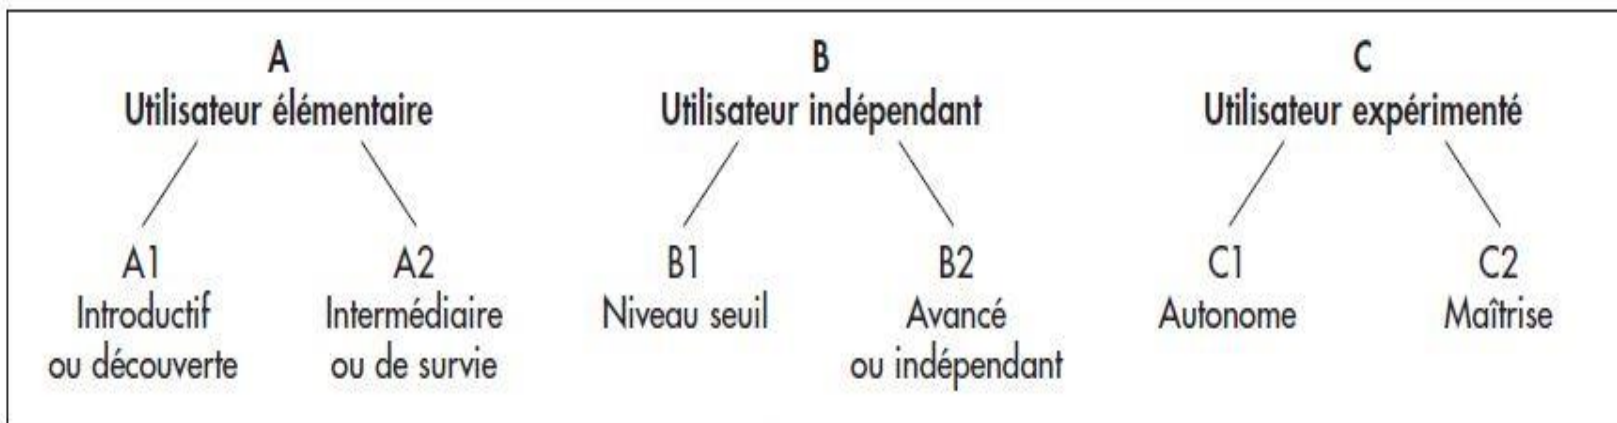 A
Utilisateur élémentaire
B
Utilisateur indépendant
C
Utilisateur expérimenté
A1
Introductif
ou découverte
A2
Intermédiaire
ou de survie
B1
Niveau seuil
B2
Avancé
ou indépendant
C1
Autonome
C2
Maîtrise